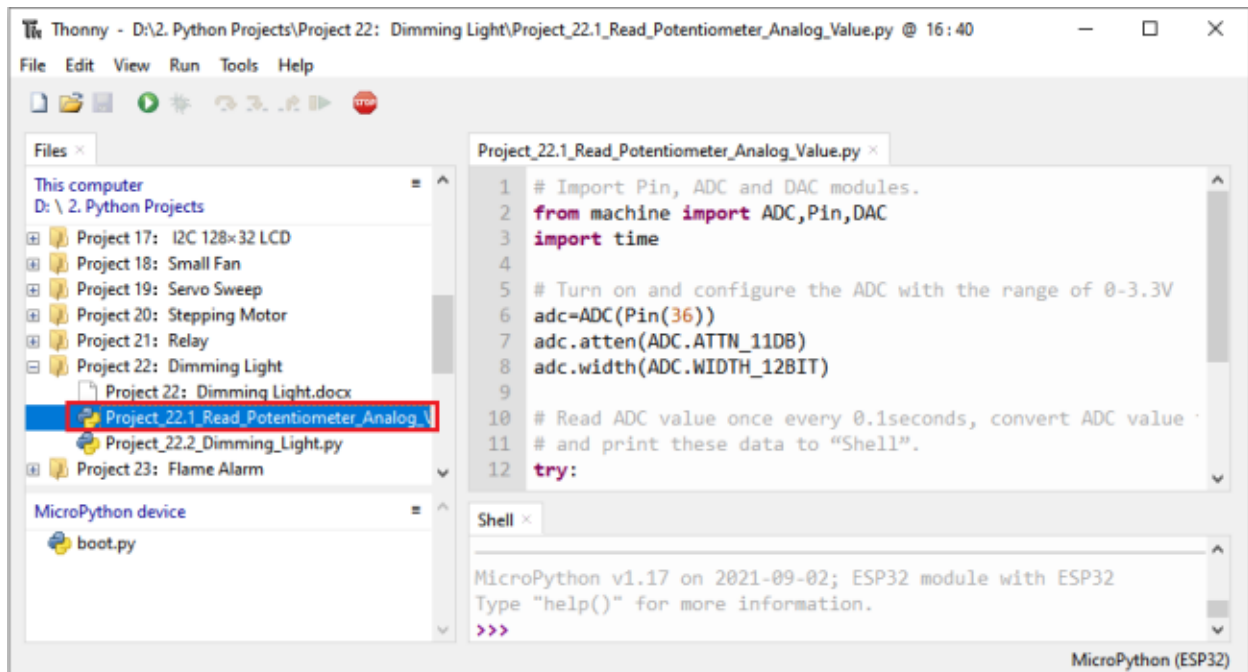 Thonny - D:\2. Python Projects\Project 22: Dimming Light\Project_22.1_Read_Potentiometer_Analog_Value.py @ 16:40
File Edit View Run Tools Help
STOP
Files
This computer
D: \ 2. Python Projects
Project 17: I2C 128×32 LCD
Project 18: Small Fan
Project 19: Servo Sweep
Project 20: Stepping Motor
Project 21: Relay
Project 22: Dimming Light
Project 22: Dimming Light.docx
Project_22.1_Read_Potentiometer_Analog_V
Project_22.2_Dimming_Light.py
Project 23: Flame Alarm
MicroPython device
boot.py
Project_22.1_Read_Potentiometer_Analog_Value.py
1 # Import Pin, ADC and DAC modules.
2 from machine import ADC,Pin,DAC
3 import time
4
5 # Turn on and configure the ADC with the range of 0-3.3V
6 adc=ADC(Pin(36))
7 adc.atten(ADC.ATTN_11DB)
8 adc.width(ADC.WIDTH_12BIT)
9
10 # Read ADC value once every 0.1seconds, convert ADC value
11 # and print these data to “Shell”.
12 try:
Shell
MicroPython v1.17 on 2021-09-02; ESP32 module with ESP32
Type "help()" for more information.
>>>
MicroPython (ESP32)